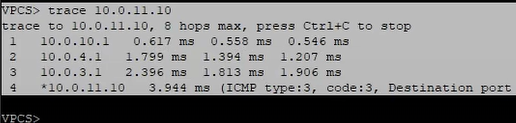 VPCS> trace 10.0.11.10
trace to 10.0.11.10, 8 hops max, press Ctrl+C to stop
1 10.0.10.1 0.617 ms 0.558 ms 0.546 ms
2 10.0.4.1 1.799 ms 1.394 ms 1.207 ms
3 10.0.3.1 2.396 ms 1.813 ms 1.906 ms
4 *10.0.11.10 3.944 ms (ICMP type:3, code:3, Destination port
VPCS>